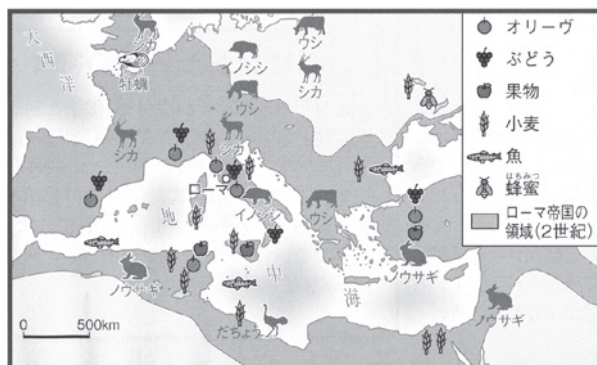 大西洋
シカ
牡蠣
イノシシ
ウシ
シカ
ウシ
シカ
シカ
ローマ
イノシシ
ウシ
地中海
ノウサギ
ノウサギ
ノウサギ
だちょう
0 500km
オリーヴ
ぶどう
果物
小麦
魚
はちみつ
蜂蜜
ローマ帝国の
領域(2世紀)